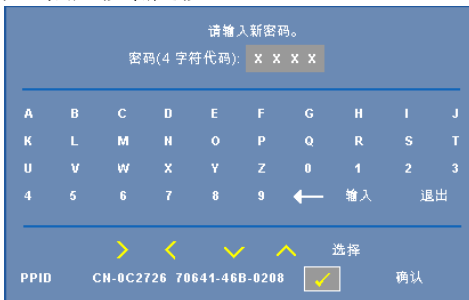 请输入新密码。
密码(4 字符代码): X X X X
A B C D E F G H I J
K L M N O P Q R S T
U V W X Y Z 0 1 2 3
4 5 6 7 8 9 ← 输入 退出
选择
PPID CN-0C2726 70641-46B-0208 ✓ 确认